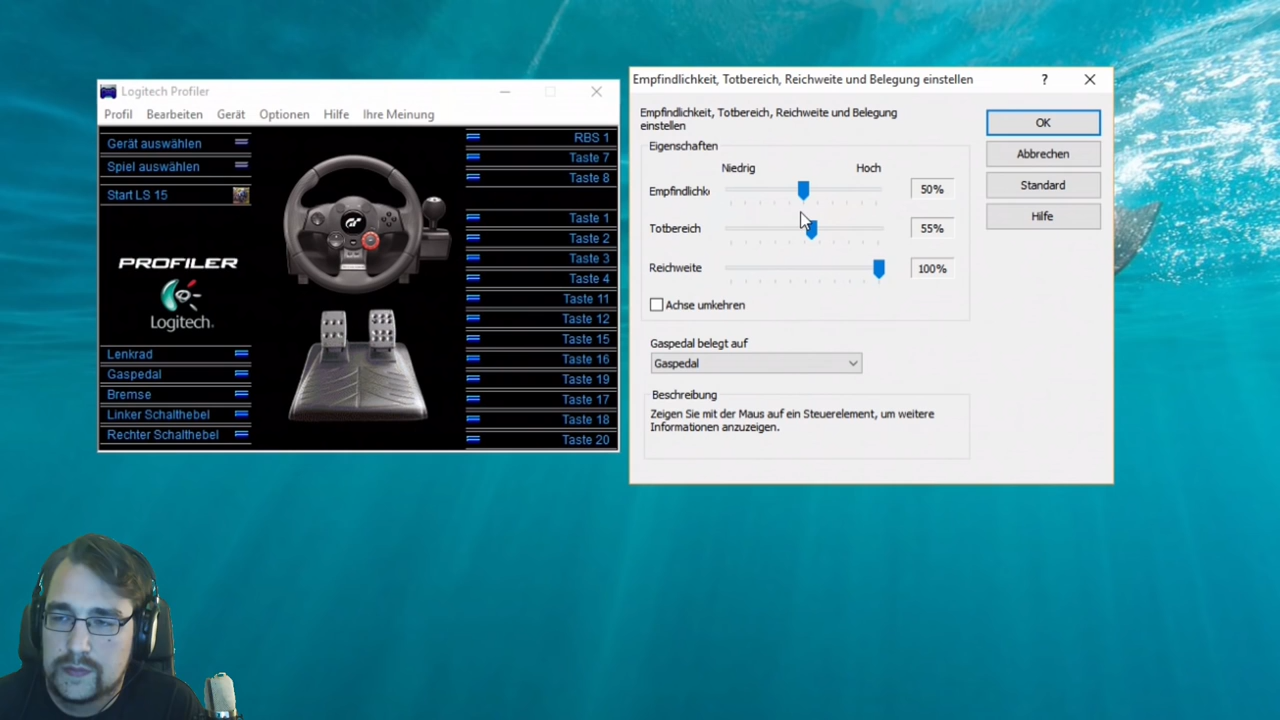 Logitech Profiler
Profil Bearbeiten Gerät Optionen Hilfe Ihre Meinung
Gerät auswählen
Spiel auswählen
Start LS 15
PROFILER
Logitech.
Lenkrad
Gaspedal
Bremse
Linker Schalthebel
Rechter Schalthebel
RBS 1
Taste 7
Taste 8
Taste 1
Taste 2
Taste 3
Taste 4
Taste 11
Taste 12
Taste 15
Taste 16
Taste 19
Taste 17
Taste 18
Taste 20
Empfindlichkeit, Totbereich, Reichweite und Belegung einstellen
Empfindlichkeit, Totbereich, Reichweite und Belegung
einstellen
Eigenschaften
Niedrig Hoch
Empfindlichk 50%
Totbereich 55%
Reichweite 100%
Achse umkehren
Gaspedal belegt auf
Gaspedal
Beschreibung
Zeigen Sie mit der Maus auf ein Steuerelement, um weitere
Informationen anzuzeigen.
OK
Abbrechen
Standard
Hilfe